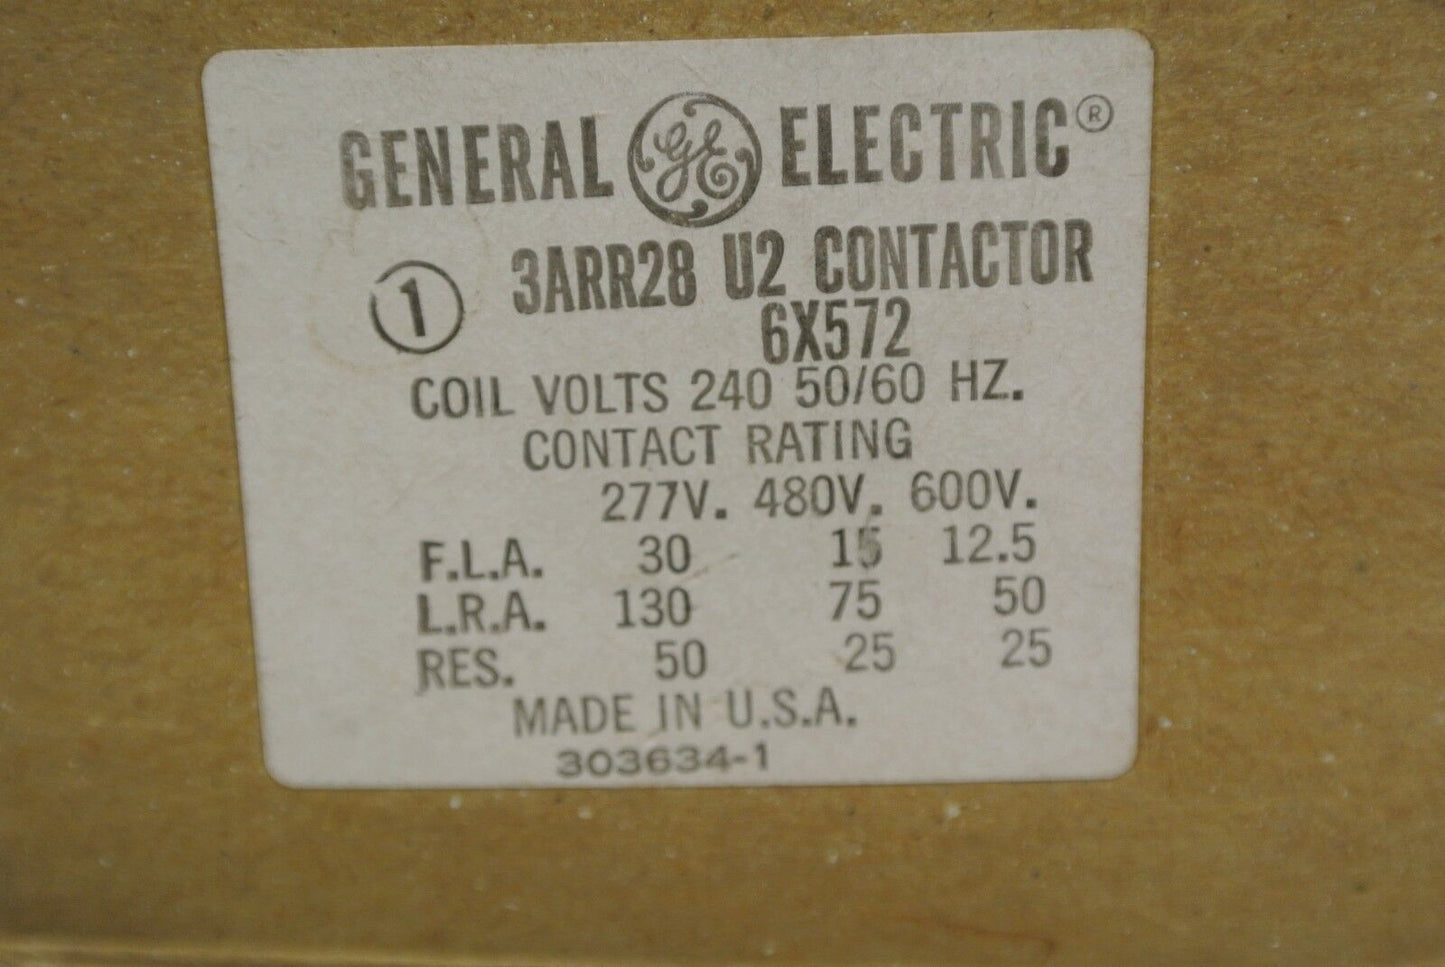 GENERAL GE ELECTRIC®
1 3ARR28 U2 CONTACTOR
6X572
COIL VOLTS 240 50/60 HZ.
CONTACT RATING
277V. 480V. 600V.
F.L.A. 30 15 12.5
L.R.A. 130 75 50
RES. 50 25 25
MADE IN U.S.A.
303634-1